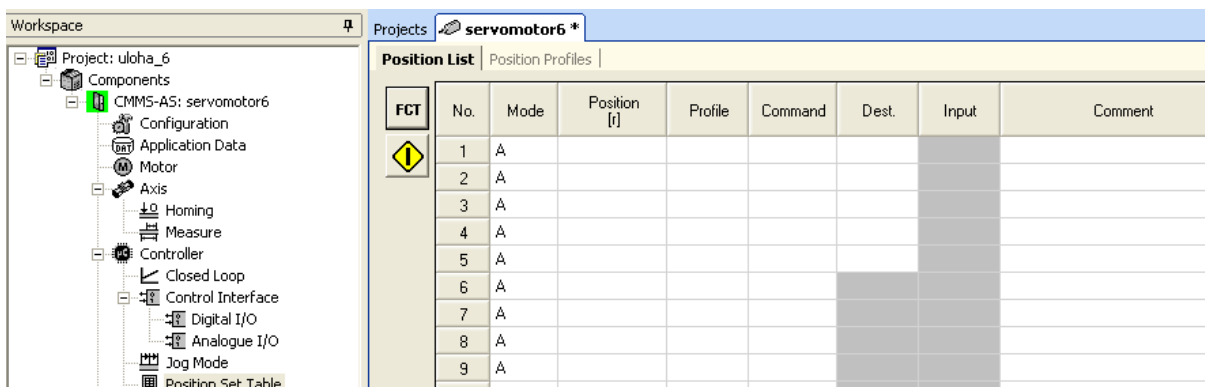 Workspace
Project: uloha_6
Components
CMMS-AS: servomotor6
Configuration
DAT Application Data
M Motor
Axis
Homing
Measure
µC Controller
Closed Loop
Control Interface
Digital I/O
Analogue I/O
Jog Mode
Position Set Table
Projects servomotor6 *
Position List Position Profiles
FCT No. Mode Position [r] Profile Command Dest. Input Comment
1 A
2 A
3 A
4 A
5 A
6 A
7 A
8 A
9 A